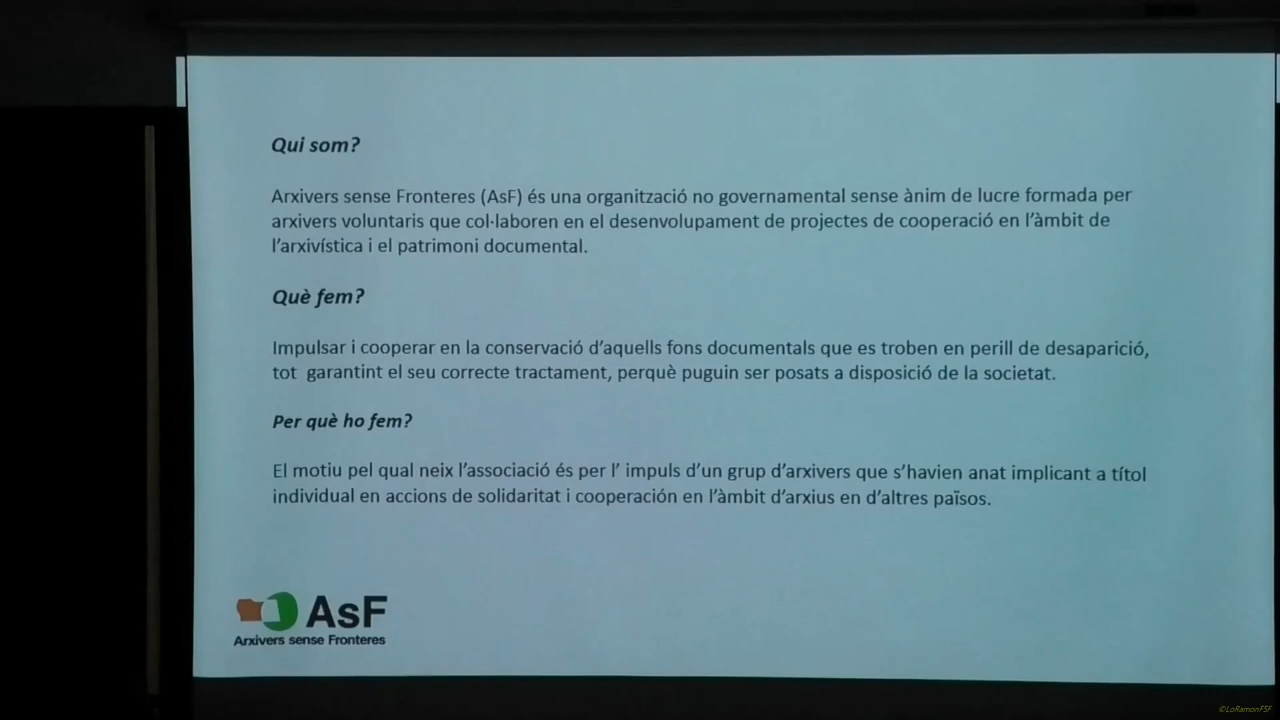 Qui som?
Arxivers sense Fronteres (AsF) és una organització no governamental sense ànim de lucre formada per
arxivers voluntaris que col·laboren en el desenvolupament de projectes de cooperació en l’àmbit de
l’arxivística i el patrimoni documental.
Què fem?
Impulsar i cooperar en la conservació d’aquells fons documentals que es troben en perill de desaparició,
tot  garantint el seu correcte tractament, perquè puguin ser posats a disposició de la societat.
Per què ho fem?
El motiu pel qual neix l’associació és per l’ impuls d’un grup d’arxivers que s’havien anat implicant a títol
individual en accions de solidaritat i cooperación en l’àmbit d’arxius en d’altres països.
AsF
Arxivers sense Fronteres
©LoRamonFSF